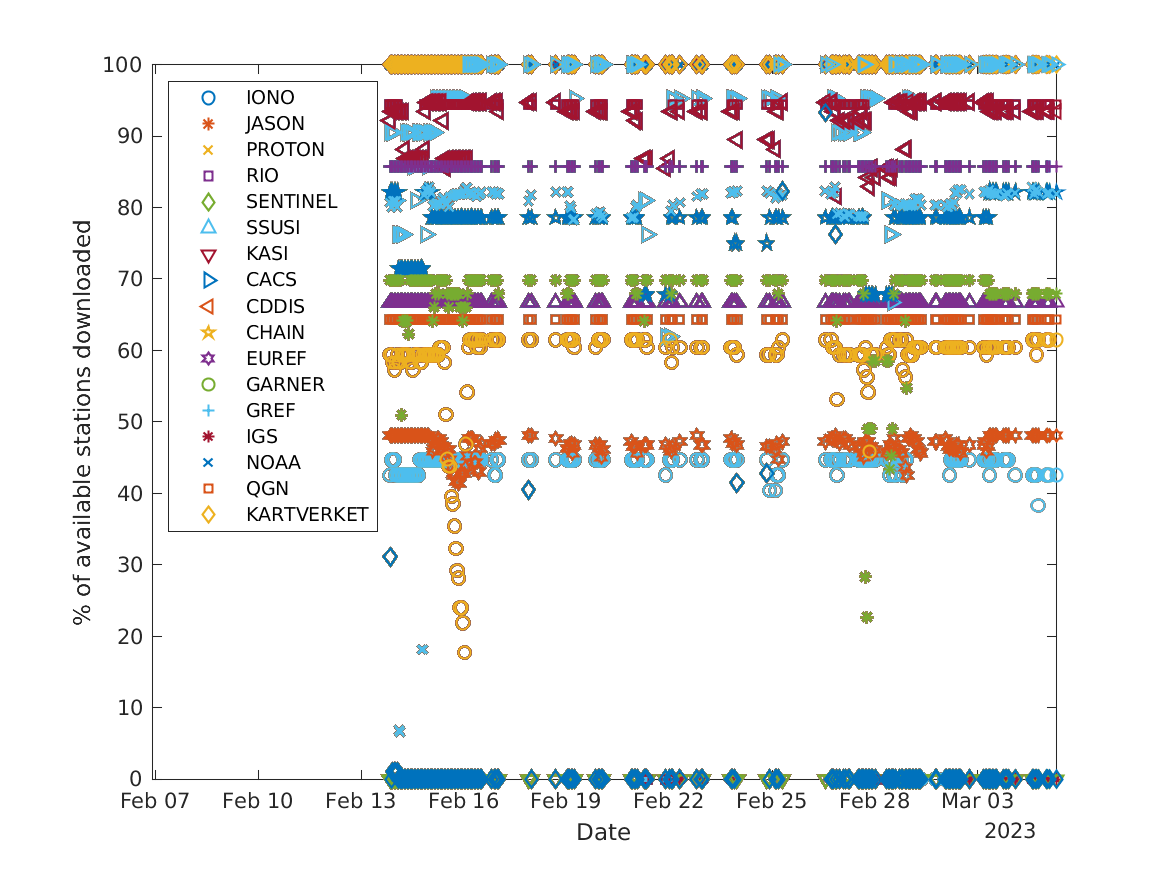 % of available stations downloaded
100
90
80
70
60
50
40
30
20
10
0
IONO
JASON
PROTON
RIO
SENTINEL
SSUSI
KASI
CACS
CDDIS
CHAIN
EUREF
GARNER
GREF
IGS
NOAA
QGN
KARTVERKET
Feb 07 Feb 10 Feb 13 Feb 16 Feb 19 Feb 22 Feb 25 Feb 28 Mar 03
2023
Date